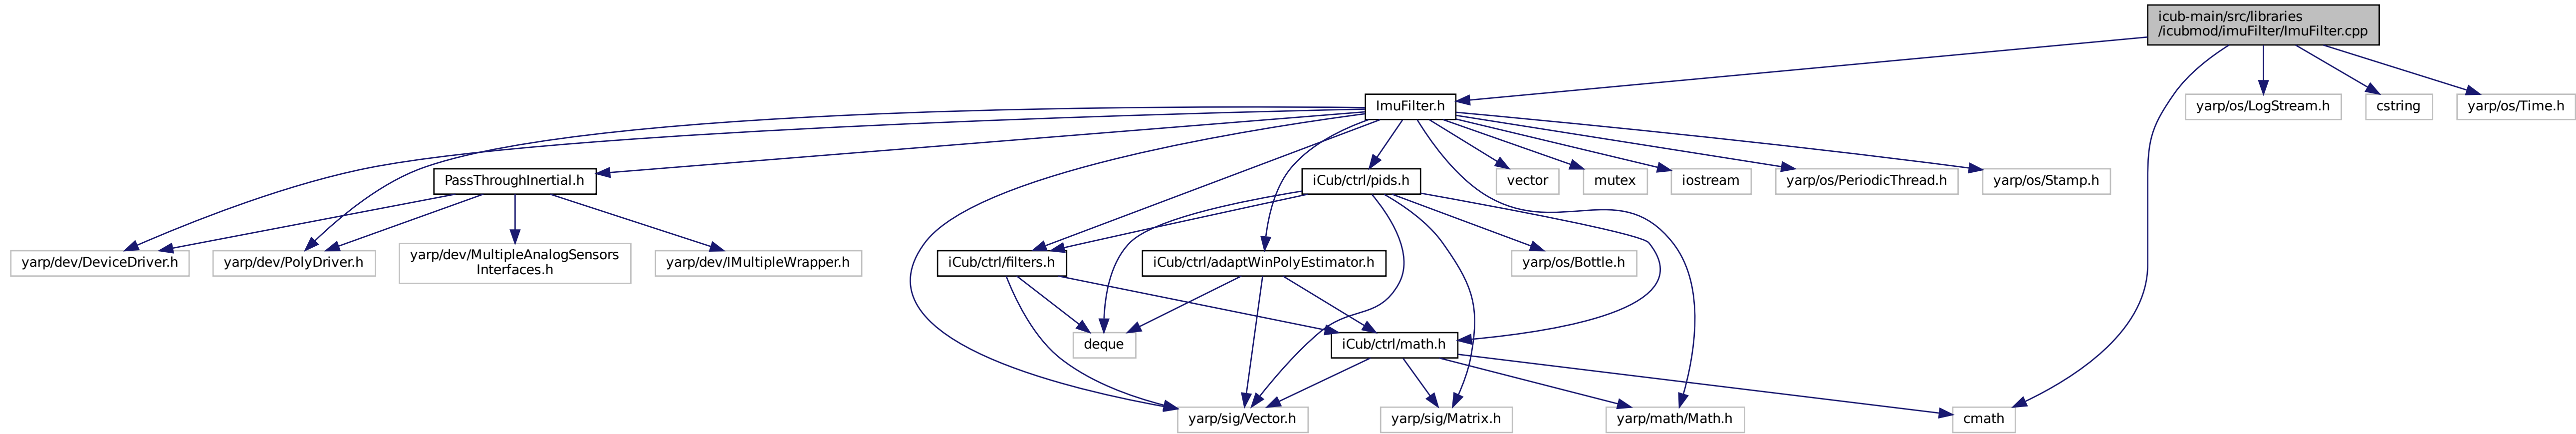 icub-main/src/libraries
/icubmod/imuFilter/ImuFilter.cpp
ImuFilter.h
yarp/os/LogStream.h
cstring
yarp/os/Time.h
PassThroughInertial.h
iCub/ctrl/pids.h
vector
mutex
iostream
yarp/os/PeriodicThread.h
yarp/os/Stamp.h
yarp/dev/DeviceDriver.h
yarp/dev/PolyDriver.h
yarp/dev/MultipleAnalogSensors
Interfaces.h
yarp/dev/IMultipleWrapper.h
iCub/ctrl/filters.h
iCub/ctrl/adaptWinPolyEstimator.h
yarp/os/Bottle.h
deque
iCub/ctrl/math.h
yarp/sig/Vector.h
yarp/sig/Matrix.h
yarp/math/Math.h
cmath